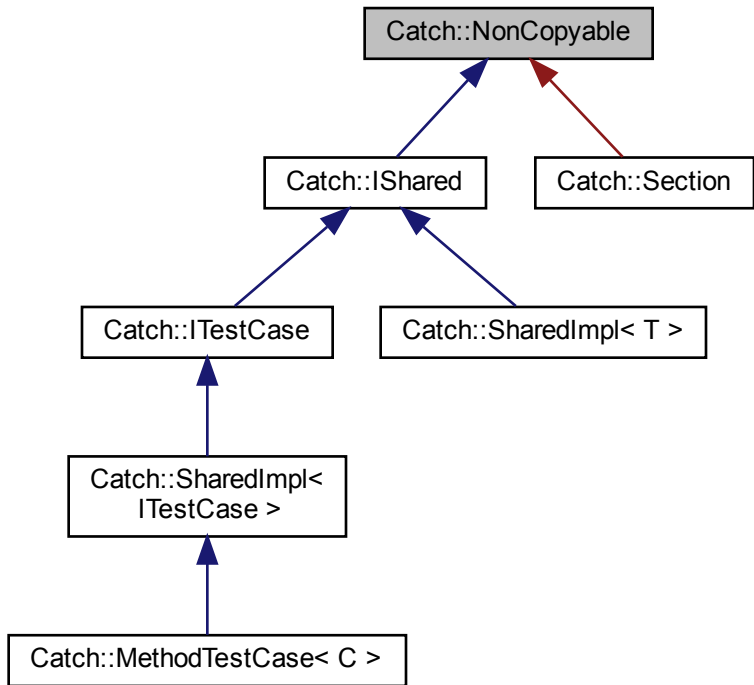 Catch::NonCopyable
Catch::IShared
Catch::Section
Catch::ITestCase
Catch::SharedImpl< T >
Catch::SharedImpl<
ITestCase >
Catch::MethodTestCase< C >